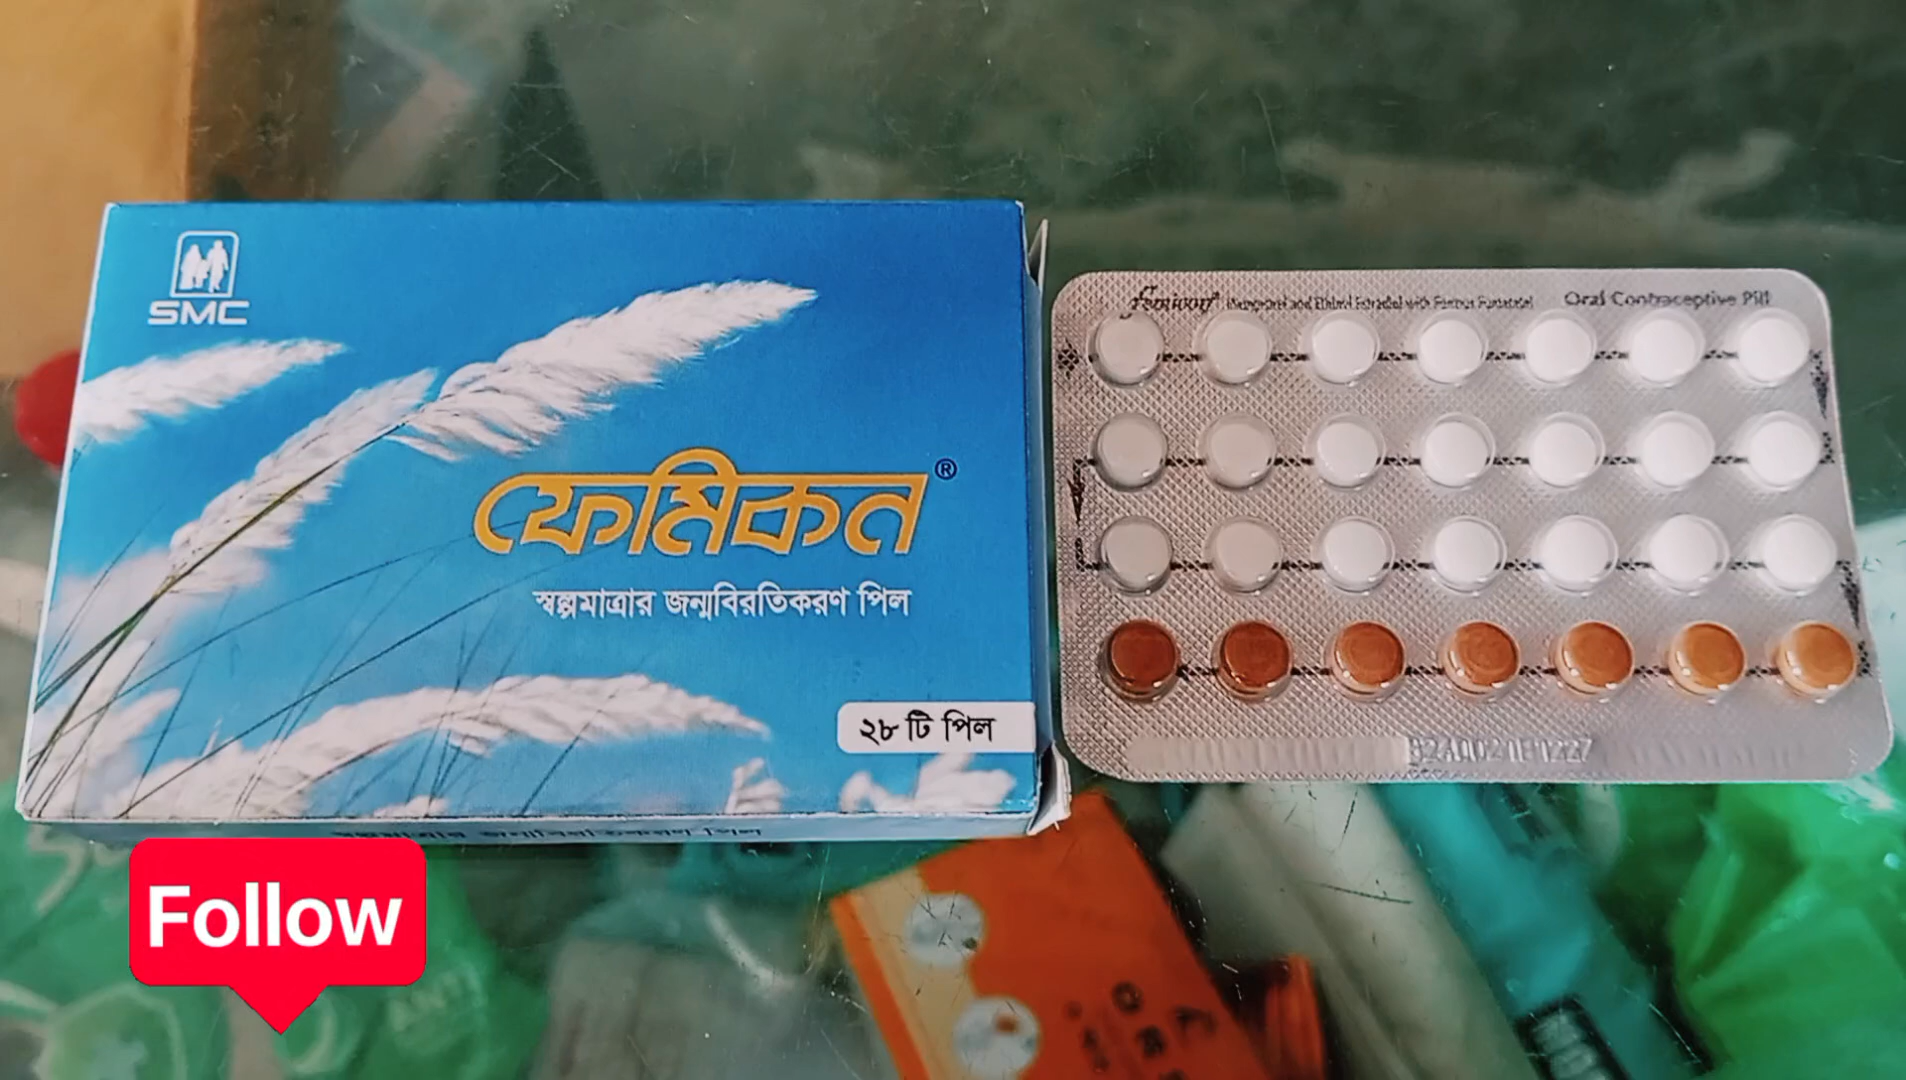 SMC
ফেমিকন®
স্বল্পমাত্রার জন্মবিরতিকরণ পিল
২৮ টি পিল
Oral Contraceptive Pill
Follow